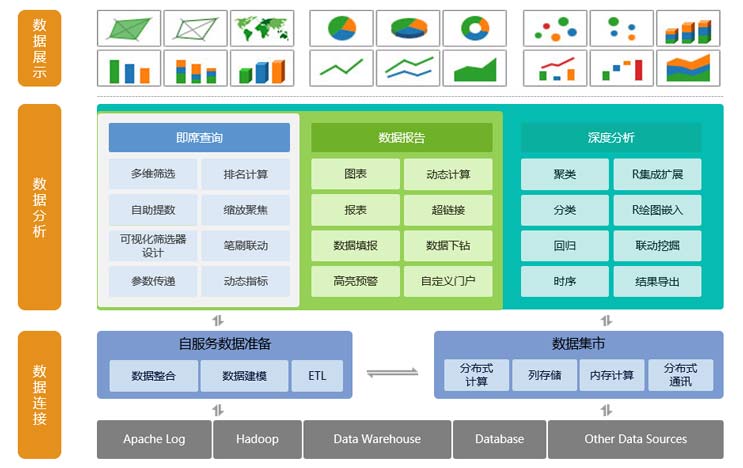 数据展示
数据分析
即席查询
多维筛选
排名计算
自助提数
缩放聚焦
可视化筛选器
设计
笔刷联动
参数传递
动态指标
数据报告
图表
动态计算
报表
超链接
数据填报
数据下钻
高亮预警
自定义门户
深度分析
聚类
R集成扩展
分类
R绘图嵌入
回归
联动挖掘
时序
结果导出
数据连接
自服务数据准备
数据整合
数据建模
ETL
数据集市
分布式
计算
列存储
内存计算
分布式
通讯
Apache Log
Hadoop
Data Warehouse
Database
Other Data Sources